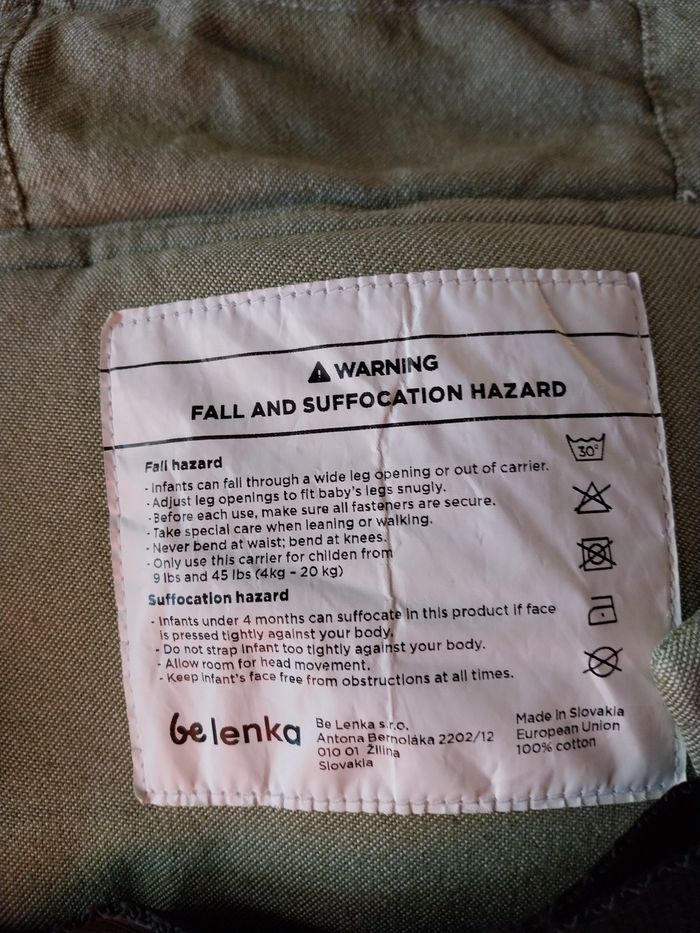 WARNING
FALL AND SUFFOCATION HAZARD
Fall hazard
- Infants can fall through a wide leg opening or out of carrier.
- Adjust leg openings to fit baby's legs snugly.
- Before each use, make sure all fasteners are secure.
- Take special care when leaning or walking.
- Never bend at waist; bend at knees.
- Only use this carrier for childen from
9 lbs and 45 lbs (4kg - 20 kg)
Suffocation hazard
- Infants under 4 months can suffocate in this product if face
is pressed tightly against your body.
- Do not strap infant too tightly against your body.
- Allow room for head movement.
- Keep infant's face free from obstructions at all times.
30°
be lenka
Be Lenka s.r.o.
Antona Bernoláka 2202/12
010 01 Žilina
Slovakia
Made in Slovakia
European Union
100% cotton